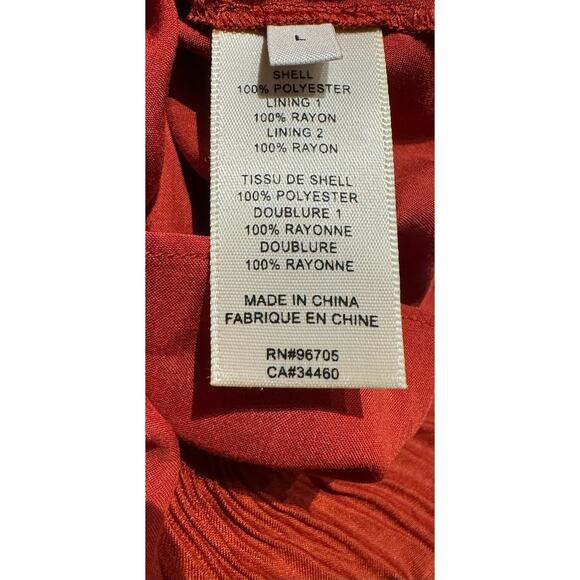 L
SHELL
100% POLYESTER
LINING 1
100% RAYON
LINING 2
100% RAYON
TISSU DE SHELL
100% POLYESTER
DOUBLURE 1
100% RAYONNE
DOUBLURE
100% RAYONNE
MADE IN CHINA
FABRIQUE EN CHINE
RN#96705
CA#34460